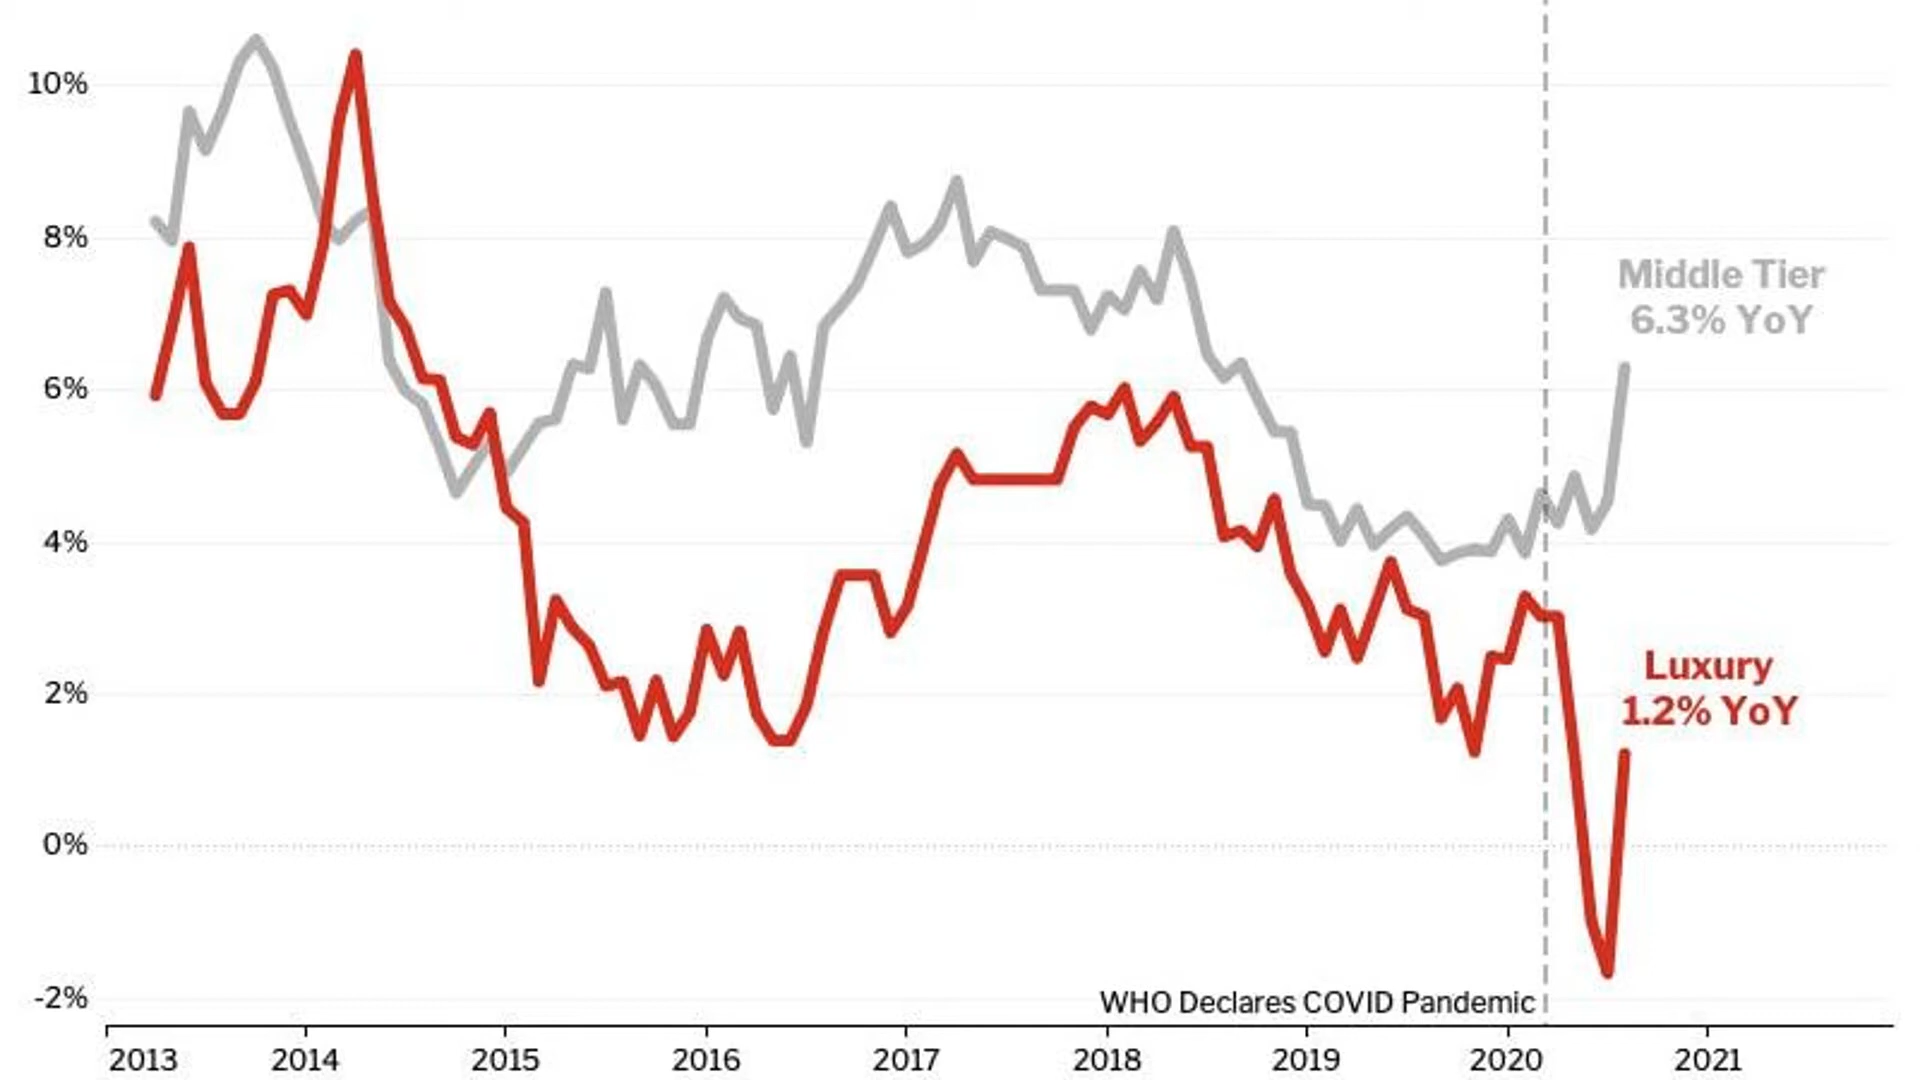 10%
8%
6%
4%
2%
0%
-2%
Middle Tier
6.3% YoY
Luxury
1.2% YoY
WHO Declares COVID Pandemic
2013 2014 2015 2016 2017 2018 2019 2020 2021